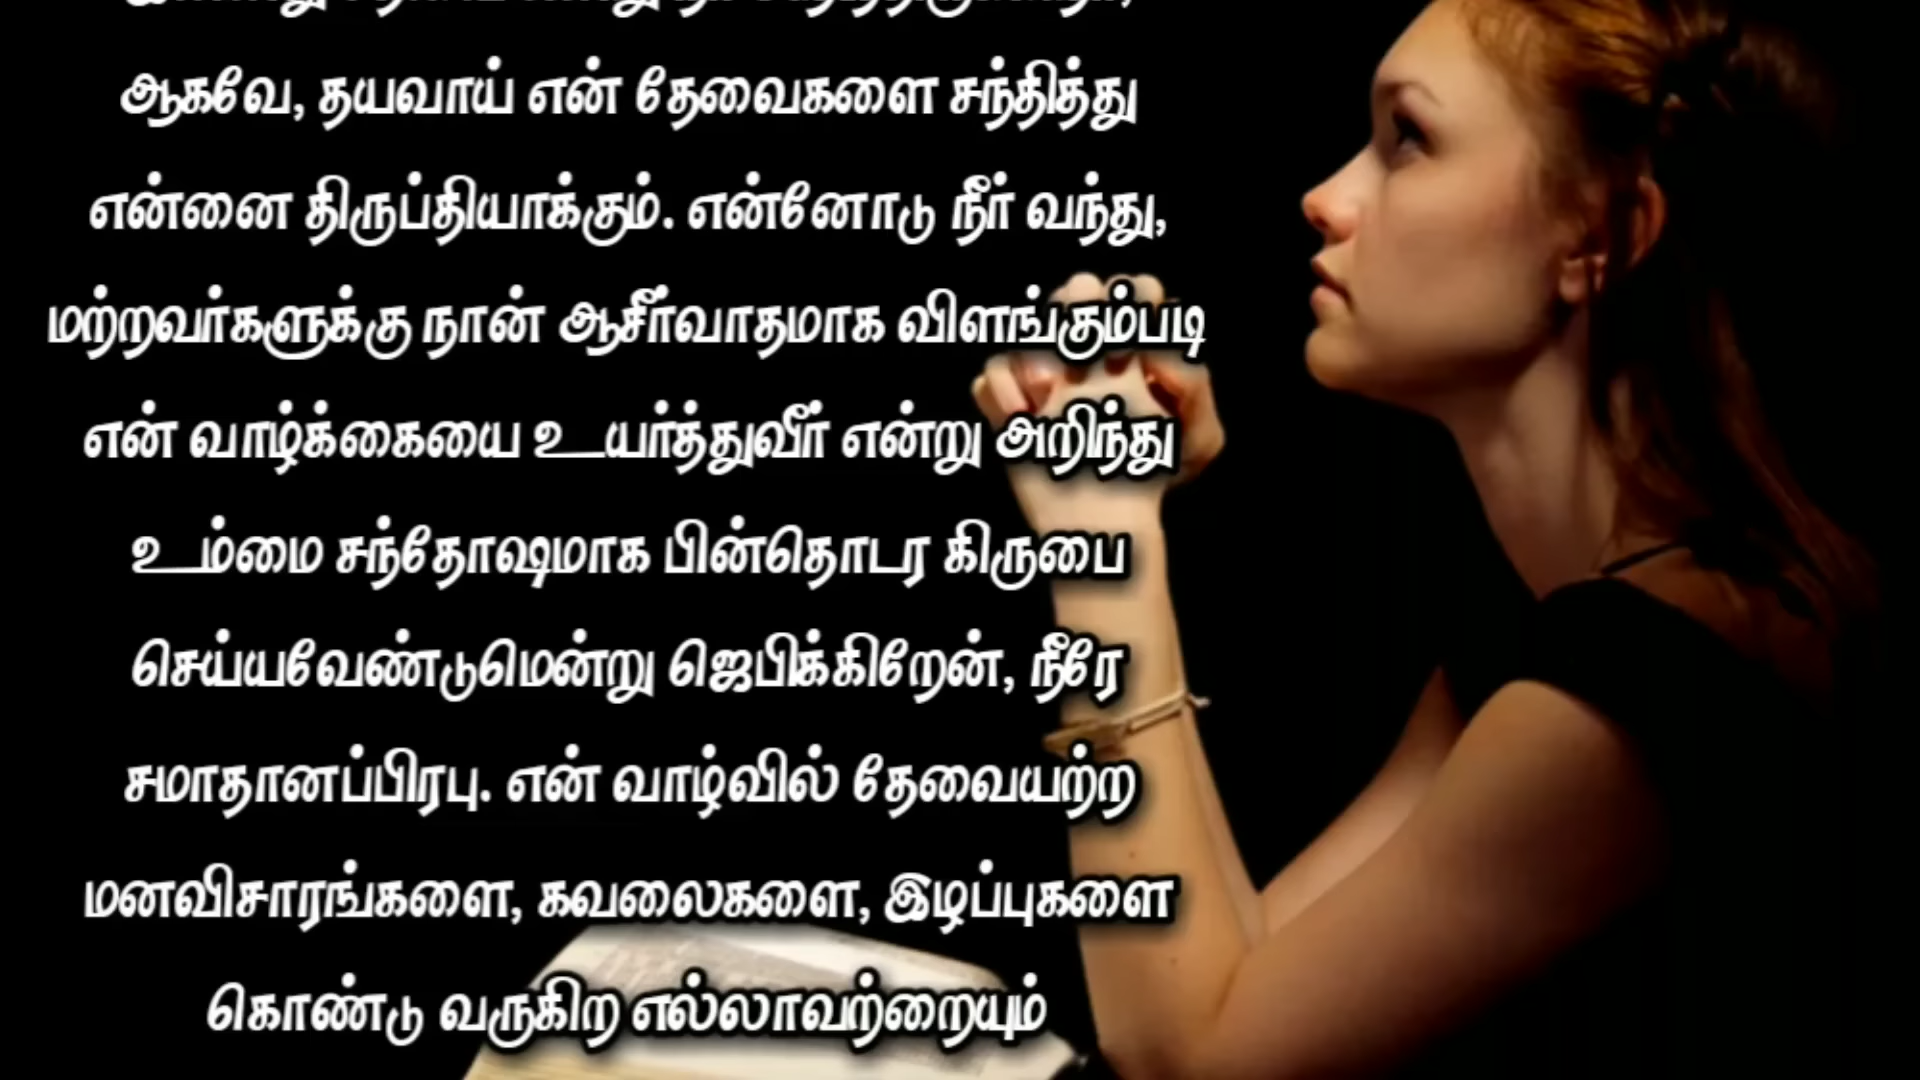 ஆகவே, தயவாய் என் தேவைகளை சந்தித்து
என்னை திருப்தியாக்கும். என்னோடு நீர் வந்து,
மற்றவர்களுக்கு நான் ஆசீர்வாதமாக விளங்கும்படி
என் வாழ்க்கையை உயர்த்துவீர் என்று அறிந்து
உம்மை சந்தோஷமாக பின்தொடர கிருபை
செய்யவேண்டுமென்று ஜெபிக்கிறேன், நீரே
சமாதானப்பிரபு. என் வாழ்வில் தேவையற்ற
மனவிசாரங்களை, கவலைகளை, இழப்புகளை
கொண்டு வருகிற எல்லாவற்றையும்